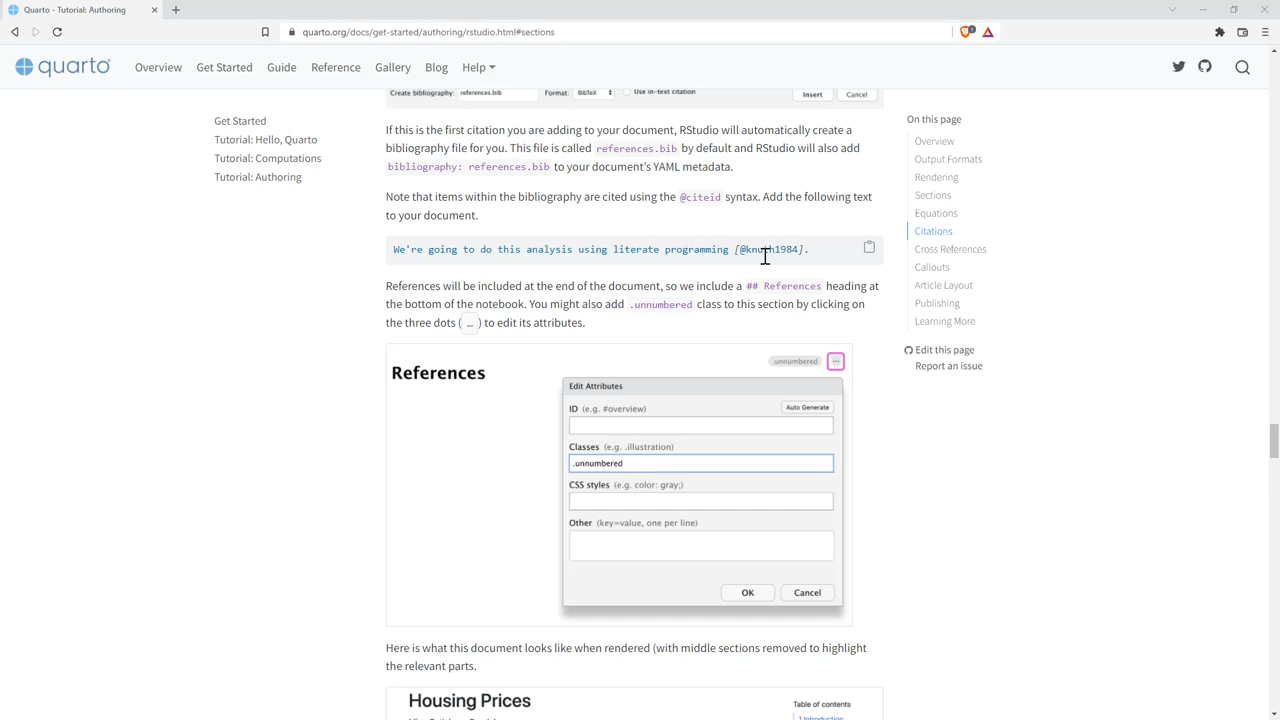 Quarto - Tutorial: Authoring
quarto.org/docs/get-started/authoring/rstudio.html#sections
quarto
Overview Get Started Guide Reference Gallery Blog Help
Create bibliography: references.bib Format: BibTeX Use in-text citation Insert Cancel
Get Started
Tutorial: Hello, Quarto
Tutorial: Computations
Tutorial: Authoring
If this is the first citation you are adding to your document, RStudio will automatically create a
bibliography file for you. This file is called references.bib by default and RStudio will also add
bibliography: references.bib to your document's YAML metadata.
Note that items within the bibliography are cited using the @citeid syntax. Add the following text
to your document.
We're going to do this analysis using literate programming [@knuth1984].
References will be included at the end of the document, so we include a ## References heading at
the bottom of the notebook. You might also add .unnumbered class to this section by clicking on
the three dots (…) to edit its attributes.
.unnumbered
References
Edit Attributes
ID (e.g. #overview) Auto Generate
Classes (e.g. .illustration)
.unnumbered
CSS styles (e.g. color: gray;)
Other (key=value, one per line)
OK Cancel
Here is what this document looks like when rendered (with middle sections removed to highlight
the relevant parts.
Housing Prices
Table of contents
1 Introduction
On this page
Overview
Output Formats
Rendering
Sections
Equations
Citations
Cross References
Callouts
Article Layout
Publishing
Learning More
Edit this page
Report an issue